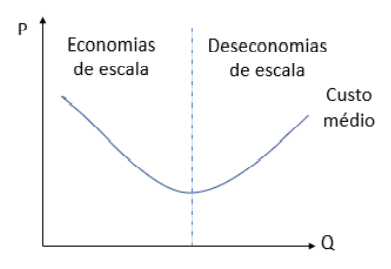 P
Economias
de escala
Deseconomias
de escala
Custo
médio
Q